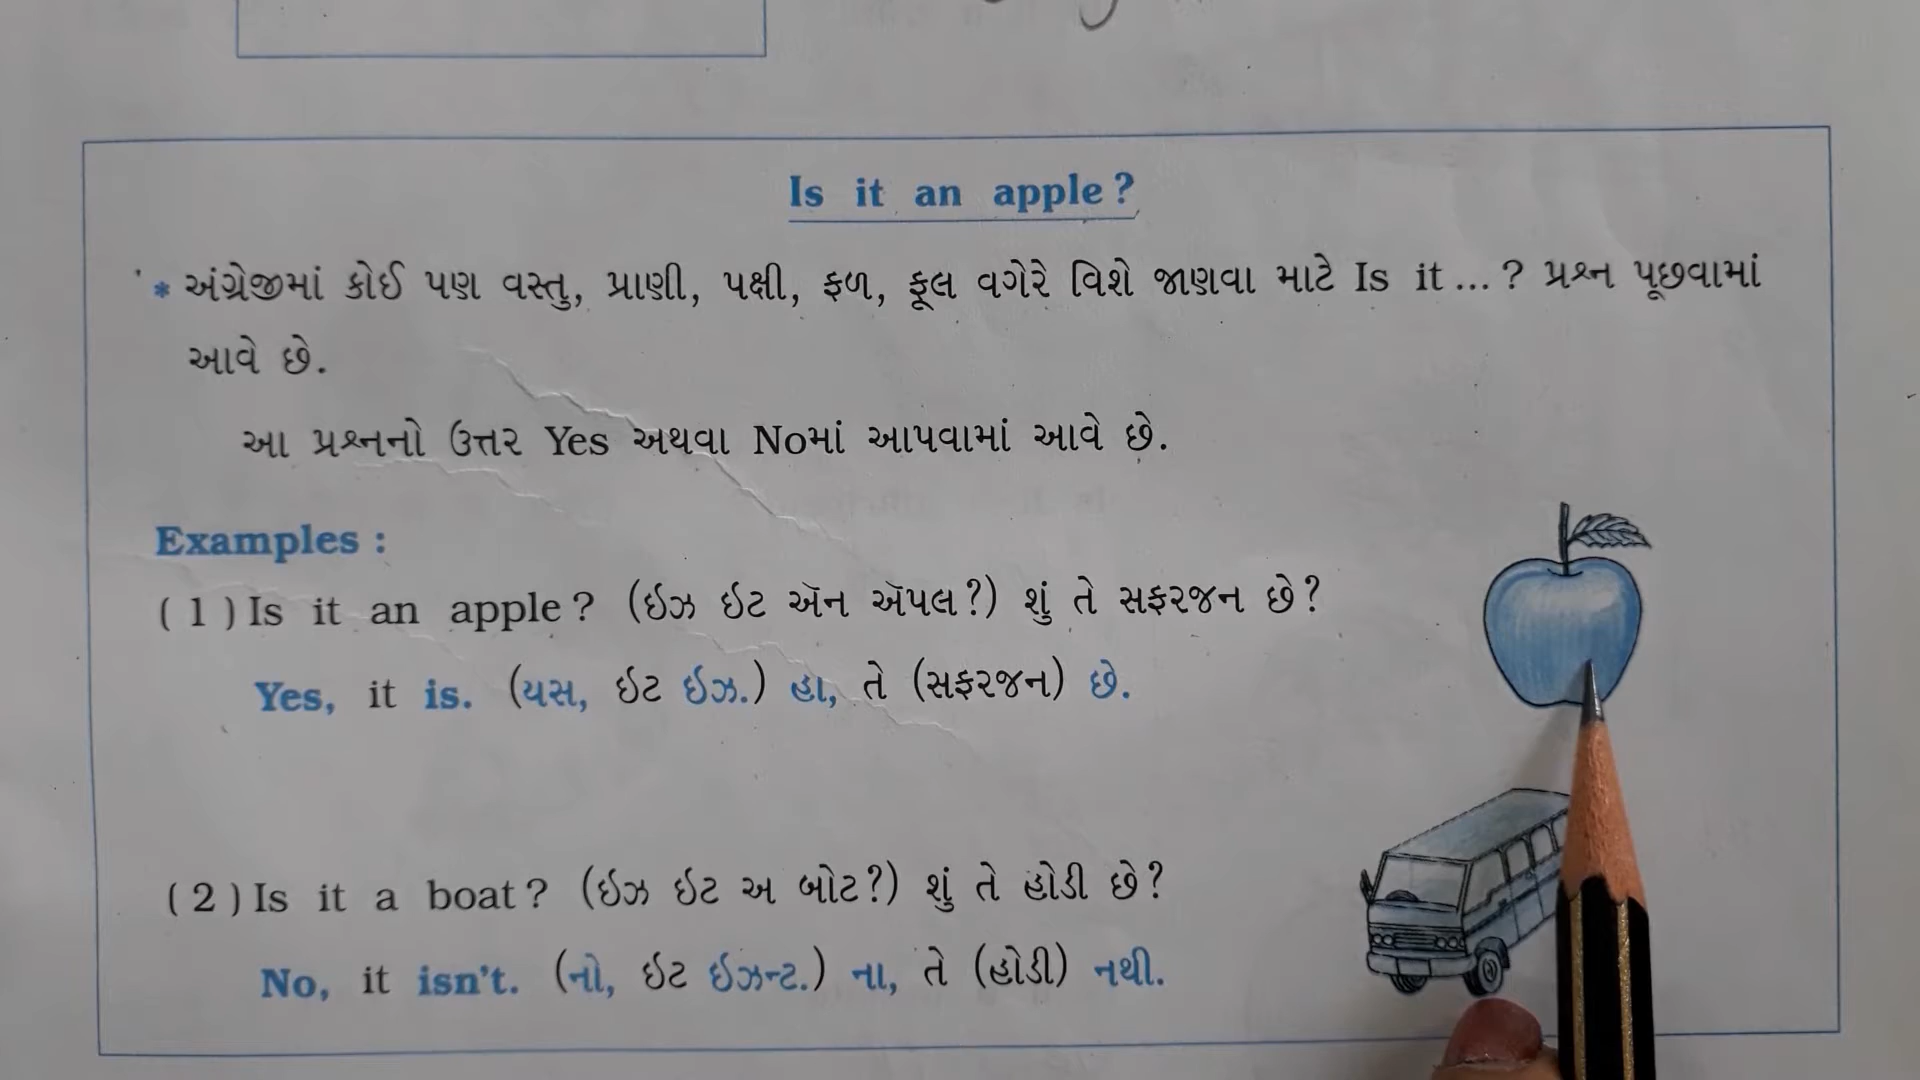 Is it an apple?
* અંગ્રેજીમાં કોઈ પણ વસ્તુ, પ્રાણી, પક્ષી, ફળ, ફૂલ વગેરે વિશે જાણવા માટે Is it ... ? પ્રશ્ન પૂછવામાં
આવે છે.
આ પ્રશ્નનો ઉત્તર Yes અથવા Noમાં આપવામાં આવે છે.
Examples :
( 1 ) Is it an apple? (ઇઝ ઇટ ઍન ઍપલ?) શું તે સફરજન છે?
Yes, it is. (યસ, ઇટ ઇઝ.) હા, તે (સફરજન) છે.
( 2 ) Is it a boat? (ઇઝ ઇટ અ બોટ?) શું તે હોડી છે?
No, it isn't. (નો, ઇટ ઇઝન્ટ.) ના, તે (હોડી) નથી.